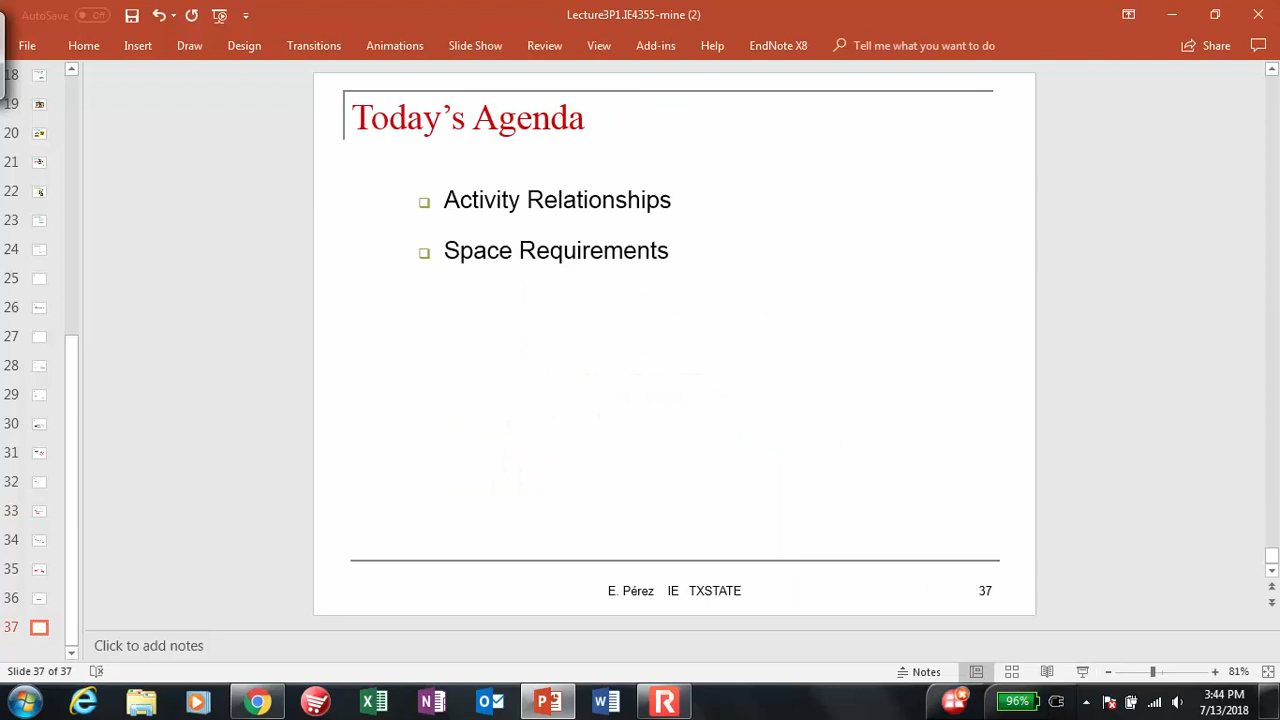 AutoSave Off
Lecture3P1.IE4355-mine (2)
File Home Insert Draw Design Transitions Animations Slide Show Review View Add-ins Help EndNote X8 Tell me what you want to do Share
18
19
20
21
22
23
24
25
26
27
28
29
30
31
32
33
34
35
36
37
Today's Agenda
Activity Relationships
Space Requirements
E. Pérez IE TXSTATE 37
Click to add notes
Slide 37 of 37 Notes 81%
96% 3:44 PM
7/13/2018